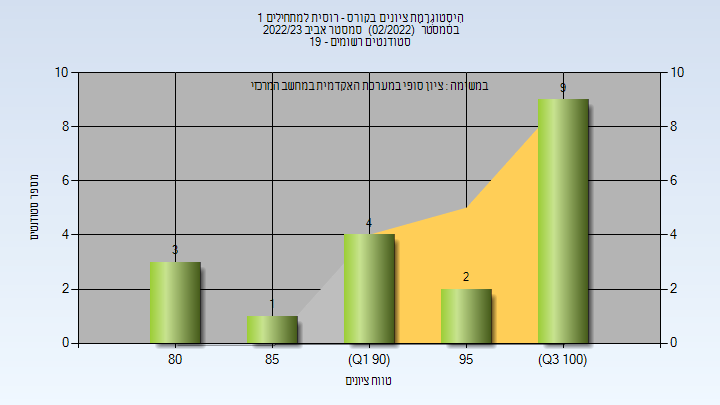 היסטוגרמת ציונים בקורס - רוסית למתחילים 1
בסמסטר (02/2022) סמסטר אביב 2022/23
סטודנטים רשומים - 19
במשימה : ציון סופי במערכת האקדמית במחשב המרכזי
10 10
9
8 8
6 6
4
4 4
3
2
2 2
1
0 0
80 85 (Q1 90) 95 (Q3 100)
מספר סטודנטים
טווח ציונים